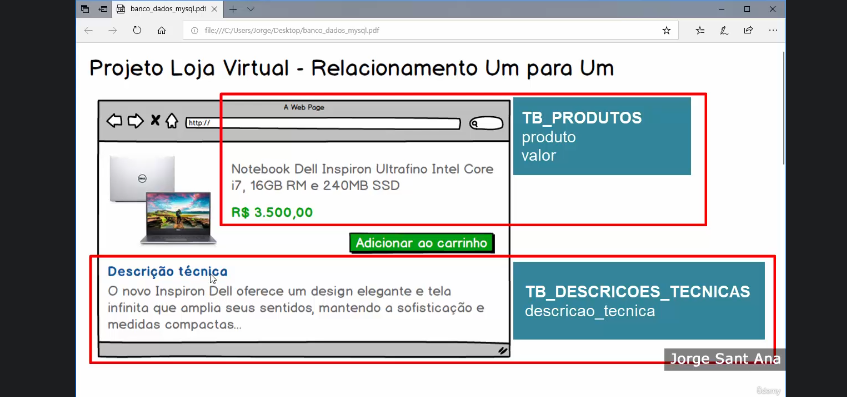 banco_dados_mysql.pdf
file:///C:/Users/Jorge/Desktop/banco_dados_mysql.pdf
Projeto Loja Virtual - Relacionamento Um para Um
A Web Page
http://
TB_PRODUTOS
produto
valor
DELL
Notebook Dell Inspiron Ultrafino Intel Core
i7, 16GB RM e 240MB SSD
R$ 3.500,00
Adicionar ao carrinho
Descrição técnica
O novo Inspiron Dell oferece um design elegante e tela
infinita que amplia seus sentidos, mantendo a sofisticação e
medidas compactas...
TB_DESCRICOES_TECNICAS
descricao_tecnica
Jorge Sant Ana
Udemy